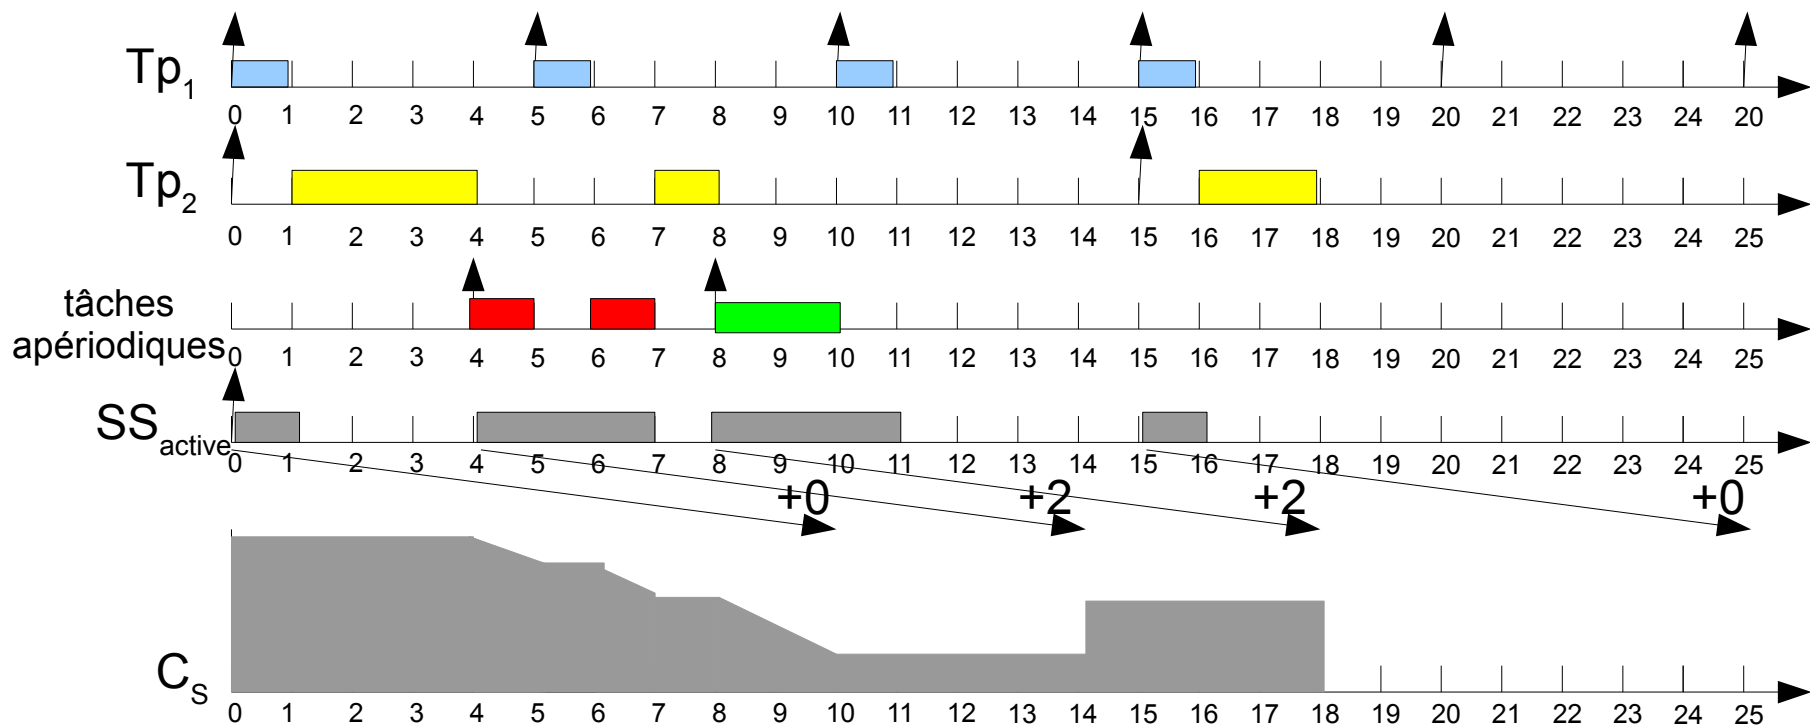 Tp1
0 1 2 3 4 5 6 7 8 9 10 11 12 13 14 15 16 17 18 19 20 21 22 23 24 20
Tp2
0 1 2 3 4 5 6 7 8 9 10 11 12 13 14 15 16 17 18 19 20 21 22 23 24 25
tâches
apériodiques
0 1 2 3 4 5 6 7 8 9 10 11 12 13 14 15 16 17 18 19 20 21 22 23 24 25
SSactive
0 1 2 3 4 5 6 7 8 9 10 11 12 13 14 15 16 17 18 19 20 21 22 23 24 25
+0 +2 +2 +0
CS
0 1 2 3 4 5 6 7 8 9 10 11 12 13 14 15 16 17 18 19 20 21 22 23 24 25